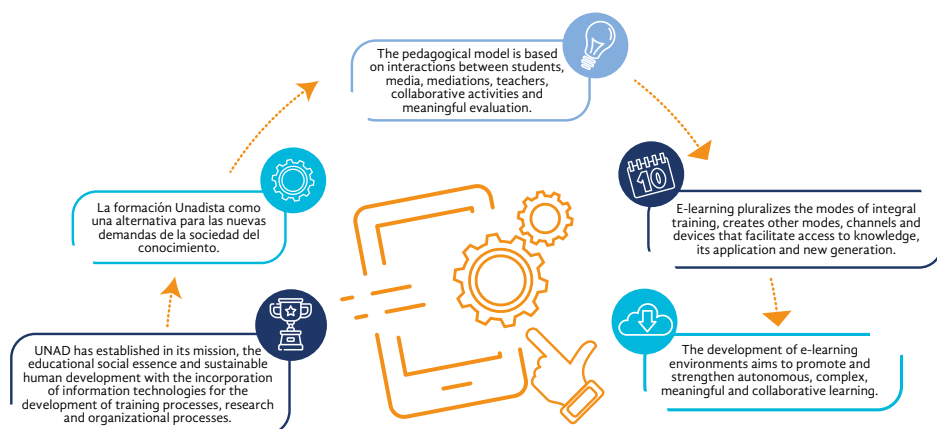 The pedagogical model is based
on interactions between students,
media, mediations, teachers,
collaborative activities and
meaningful evaluation.
La formación Unadista como
una alternativa para las nuevas
demandas de la sociedad del
conocimiento.
10
E-learning pluralizes the modes of integral
training, creates other modes, channels and
devices that facilitate access to knowledge,
its application and new generation.
UNAD has established in its mission, the
educational social essence and sustainable
human development with the incorporation
of information technologies for the
development of training processes, research
and organizational processes.
The development of e-learning
environments aims to promote and
strengthen autonomous, complex,
meaningful and collaborative learning.